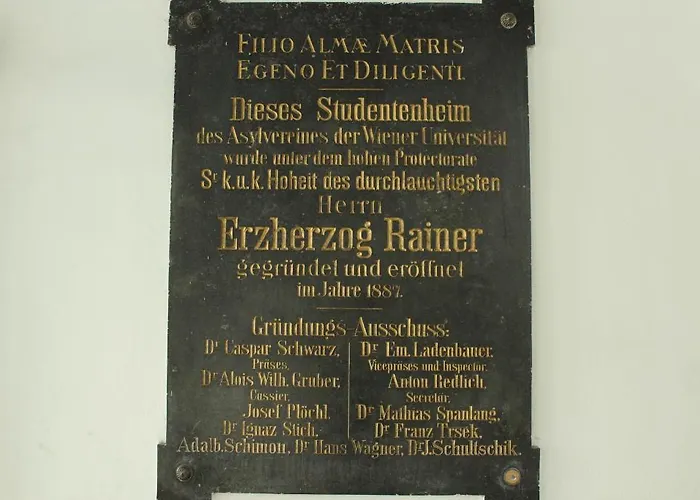 FILIO ALMÆ MATRIS
EGENO ET DILIGENTI.
Dieses Studentenheim
des Asylvereines der Wiener Universität
wurde unter dem hohen Protectorate
Sr k.u.k. Hoheit des durchlauchtigsten
Herrn
Erzherzog Rainer
gegründet und eröffnet
im Jahre 1887.
Gründungs-Ausschuss:
Dr Caspar Schwarz,
Präses.
Dr Alois Wilh. Gruber,
Cassier.
Josef Plöchl.
Dr Ignaz Stich.
Dr Em. Ladenbauer,
Vicepräses und Inspector.
Anton Redlich,
Secretär.
Dr Mathias Spanlang.
Dr Franz Trsek.
Adalb. Schimon. Dr Hans Wagner. Dr J. Schultschik.